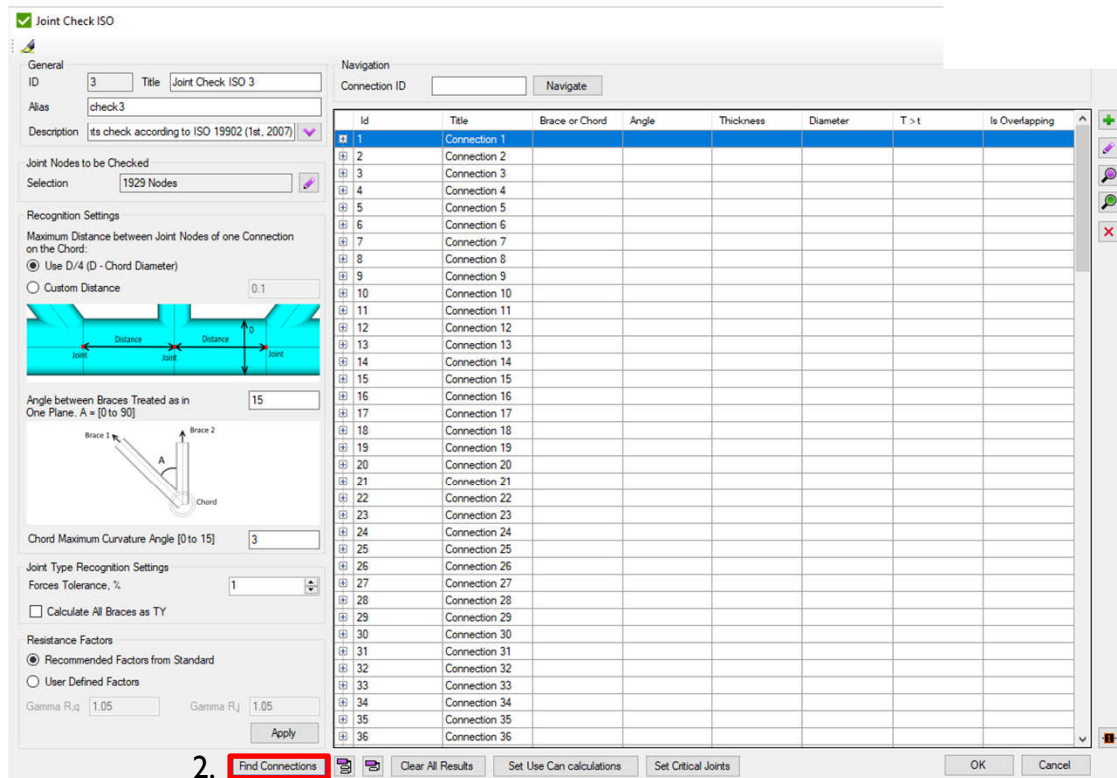 Joint Check ISO
General
ID 3 Title Joint Check ISO 3
Alias check3
Description its check according to ISO 19902 (1st, 2007)
Joint Nodes to be Checked
Selection 1929 Nodes
Recognition Settings
Maximum Distance between Joint Nodes of one Connection
on the Chord:
Use D/4 (D - Chord Diameter)
Custom Distance 0.1
D
Distance Distance
Joint Joint Joint
Angle between Braces Treated as in 15
One Plane. A = [0 to 90]
Brace 1 Brace 2
A
Chord
Chord Maximum Curvature Angle [0 to 15] 3
Joint Type Recognition Settings
Forces Tolerance, % 1
Calculate All Braces as TY
Resistance Factors
Recommended Factors from Standard
User Defined Factors
Gamma R,q 1.05 Gamma R,j 1.05
Apply
Navigation
Connection ID Navigate
Id Title Brace or Chord Angle Thickness Diameter T > t Is Overlapping
1 Connection 1
2 Connection 2
3 Connection 3
4 Connection 4
5 Connection 5
6 Connection 6
7 Connection 7
8 Connection 8
9 Connection 9
10 Connection 10
11 Connection 11
12 Connection 12
13 Connection 13
14 Connection 14
15 Connection 15
16 Connection 16
17 Connection 17
18 Connection 18
19 Connection 19
20 Connection 20
21 Connection 21
22 Connection 22
23 Connection 23
24 Connection 24
25 Connection 25
26 Connection 26
27 Connection 27
28 Connection 28
29 Connection 29
30 Connection 30
31 Connection 31
32 Connection 32
33 Connection 33
34 Connection 34
35 Connection 35
36 Connection 36
2. Find Connections Clear All Results Set Use Can calculations Set Critical Joints OK Cancel